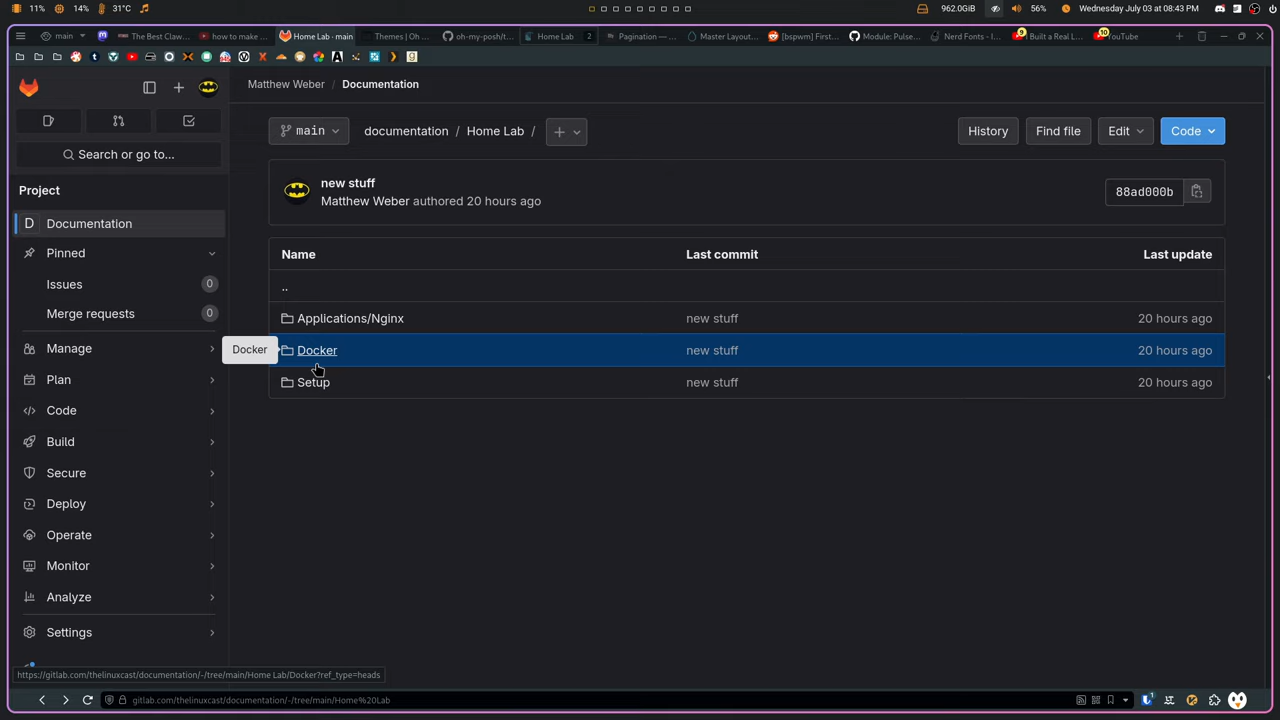 11% 14% 31°C 962.0GiB 56% Wednesday July 03 at 08:43 PM
main The Best Claw... how to make ... Home Lab · main Themes | Oh ... oh-my-posh/t... Home Lab 2 Pagination —... Master Layout... [bspwm] First... Module: Pulse... Nerd Fonts - I... I Built a Real L... YouTube
Matthew Weber / Documentation
main documentation / Home Lab / + History Find file Edit Code
Search or go to...
Project
new stuff
Matthew Weber authored 20 hours ago
88ad000b
D Documentation
Pinned
Issues 0
Merge requests 0
Manage
Plan
Code
Build
Secure
Deploy
Operate
Monitor
Analyze
Settings
Name Last commit Last update
..
Applications/Nginx new stuff 20 hours ago
Docker
Docker new stuff 20 hours ago
Setup new stuff 20 hours ago
https://gitlab.com/thelinuxcast/documentation/-/tree/main/Home Lab/Docker?ref_type=heads
gitlab.com/thelinuxcast/documentation/-/tree/main/Home%20Lab